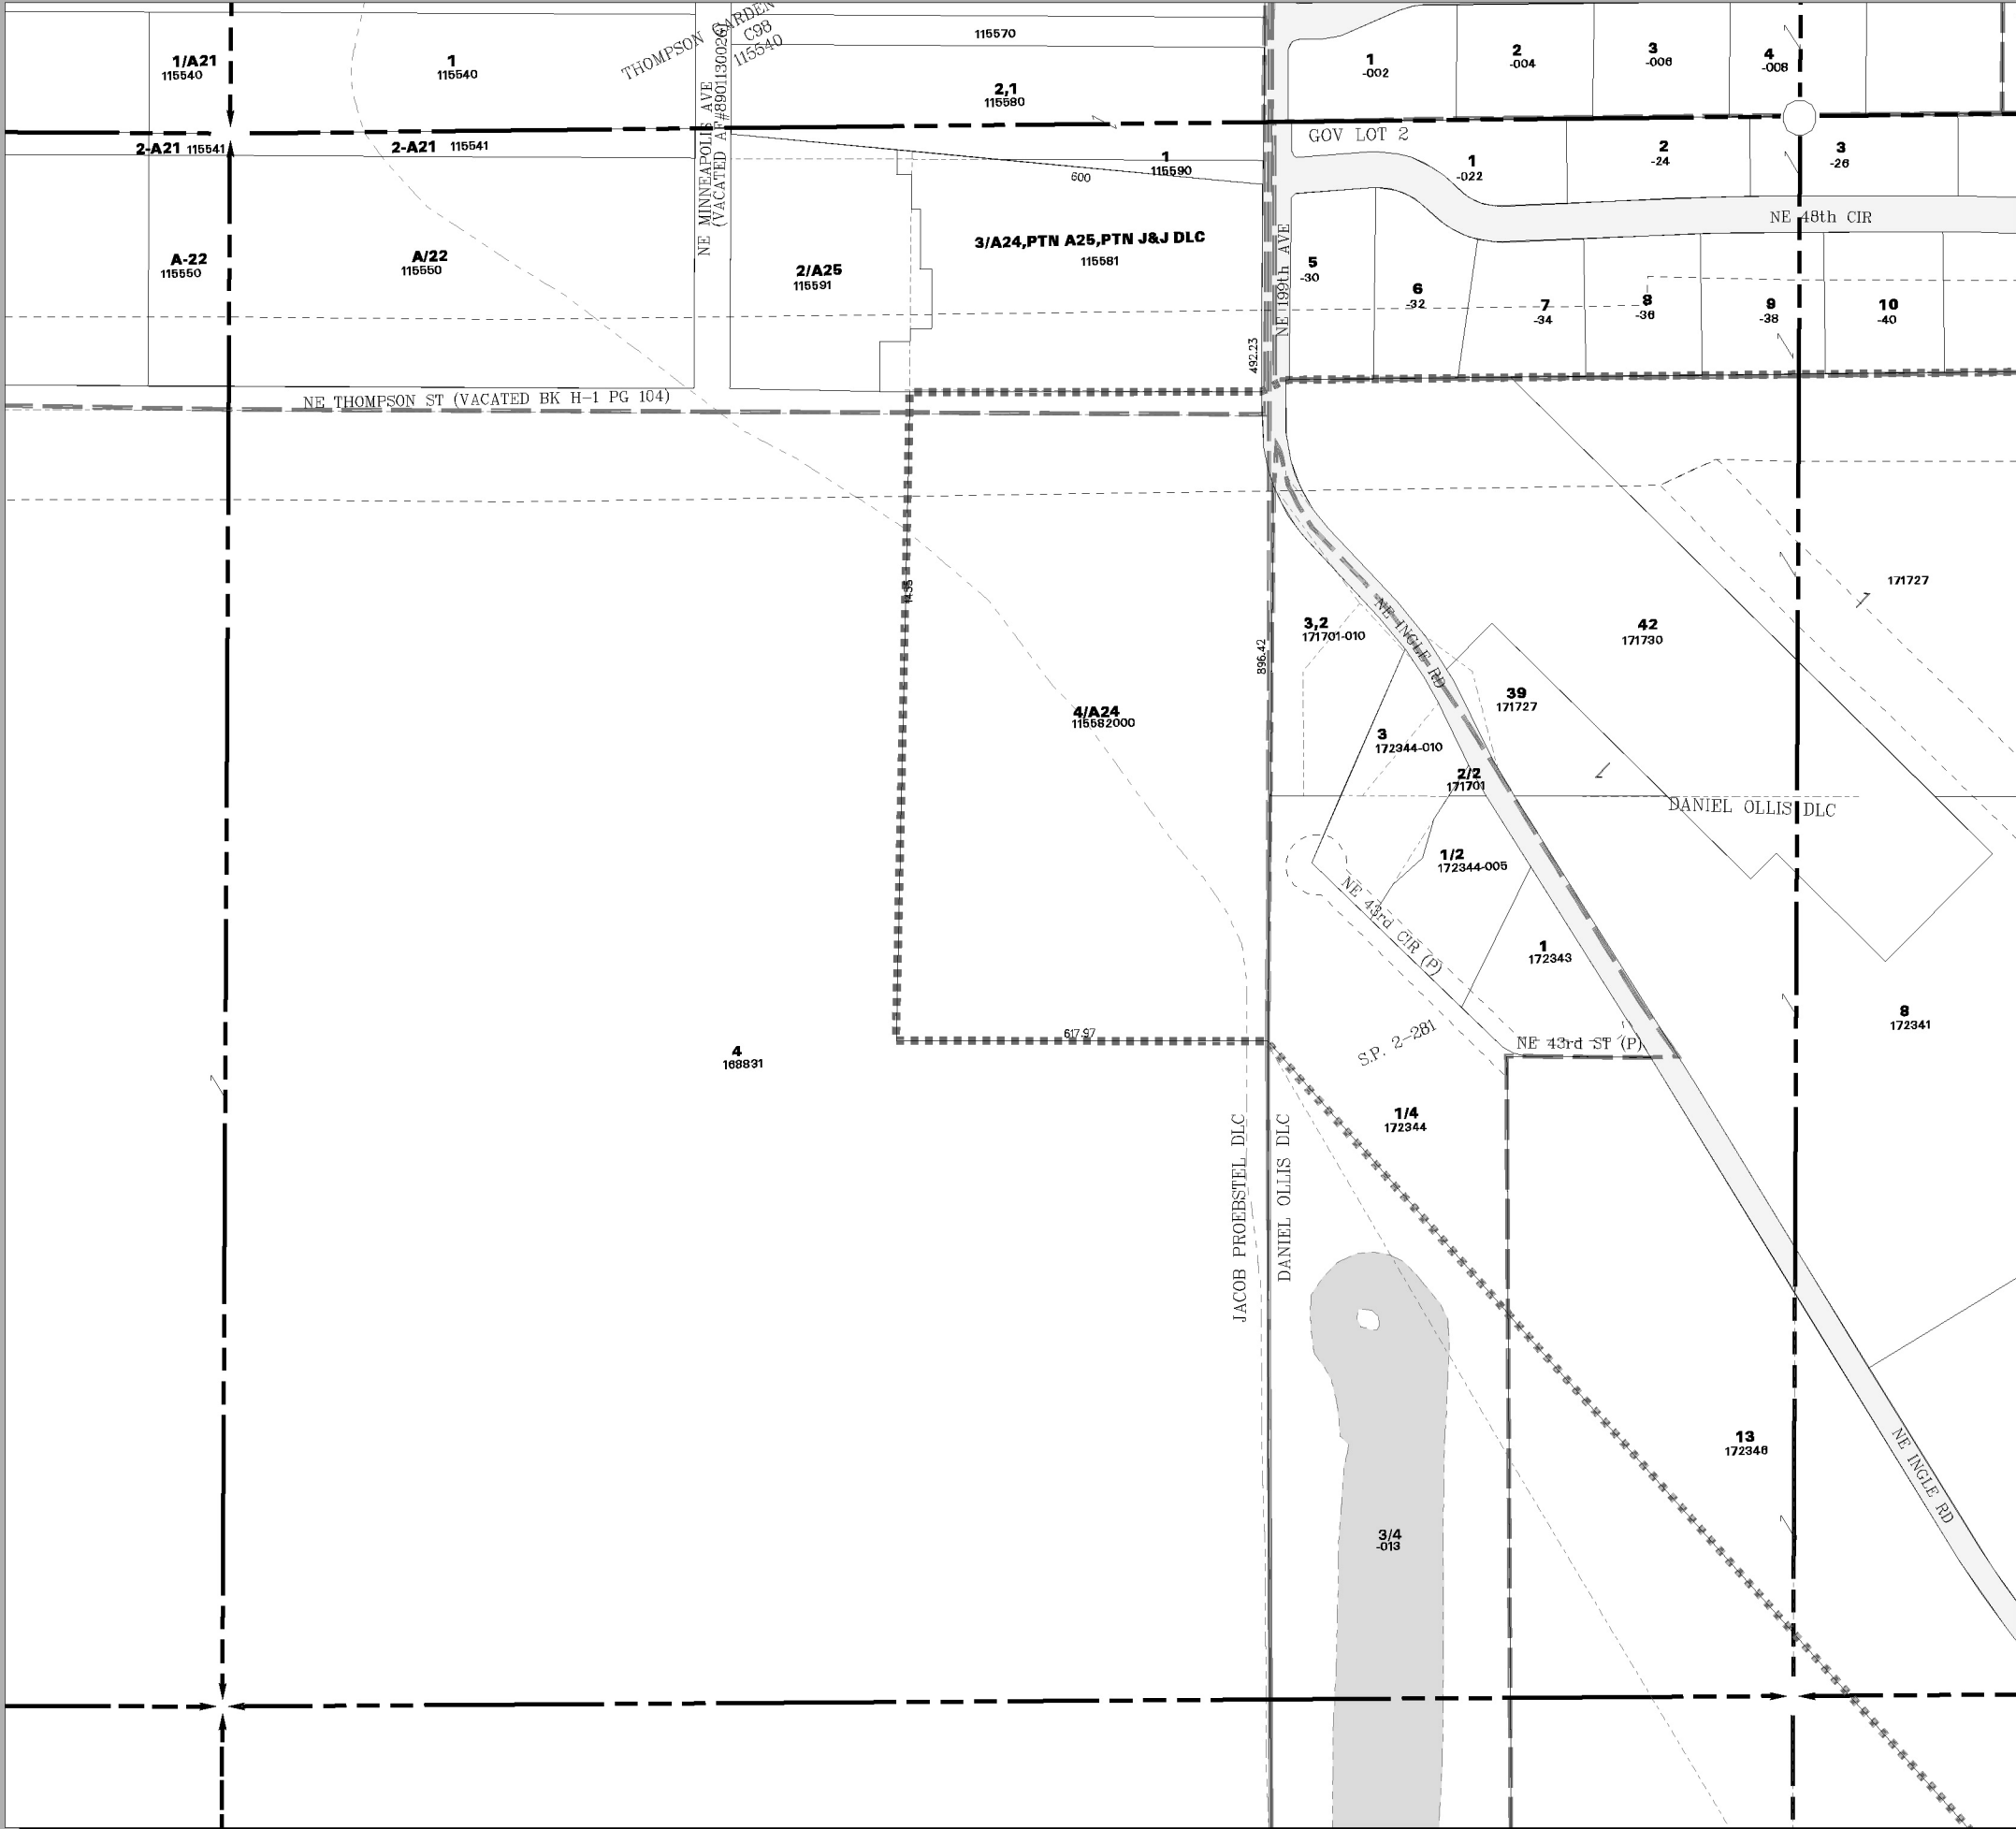 THOMPSON GARDEN
C98
115540
1/A21
115540
1
115540
115570
2,1
115580
1
-002
2
-004
3
-006
4
-008
NE MINNEAPOLIS AVE
(VACATED AF#8901130026)
GOV LOT 2
2-A21 115541
2-A21 115541
1
115590
600
1
-022
2
-24
3
-26
NE 48th CIR
A-22
115550
A/22
115550
2/A25
115591
3/A24,PTN A25,PTN J&J DLC
115581
NE 199th AVE
5
-30
6
-32
7
-34
8
-36
9
-38
10
-40
492.23
NE THOMPSON ST (VACATED BK H-1 PG 104)
1435
896.42
3,2
171701-010
NE INGLE RD
42
171730
171727
39
171727
4/A24
115582000
3
172344-010
2/2
171701
DANIEL OLLIS DLC
1/2
172344-005
NE 43rd CIR (P)
1
172343
8
172341
617.97
S.P. 2-281
NE 43rd ST (P)
4
168831
1/4
172344
JACOB PROEBSTEL DLC
DANIEL OLLIS DLC
13
172346
NE INGLE RD
3/4
-013